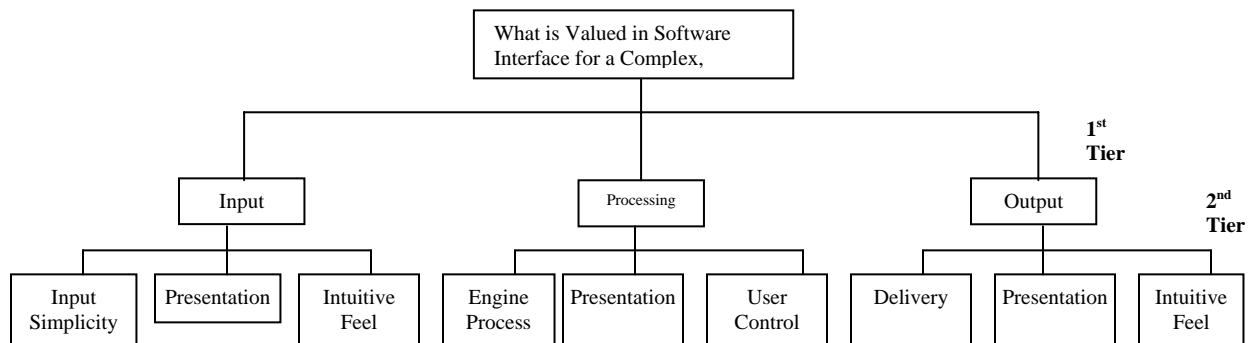 What is Valued in Software
Interface for a Complex,
1st
Tier
Input
Processing
Output
2nd
Tier
Input
Simplicity
Presentation
Intuitive
Feel
Engine
Process
Presentation
User
Control
Delivery
Presentation
Intuitive
Feel